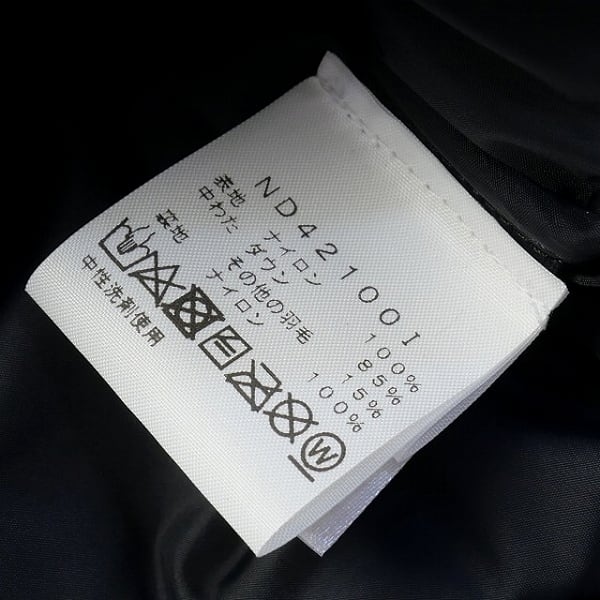 ND42100I
表地 ナイロン 100%
中わた ダウン 85%
その他の羽毛 15%
裏地 ナイロン 100%
W
中性洗剤使用